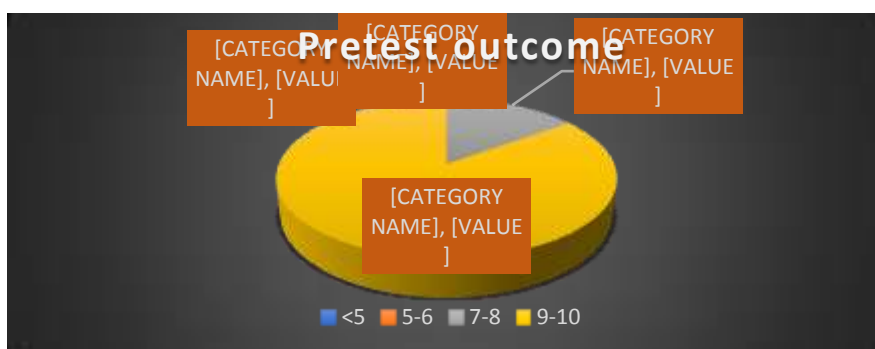 Pretest outcome
[CATEGORY
NAME], [VALUE
]
[CATEGORY
NAME], [VALUE
]
[CATEGORY
NAME], [VALUE
]
[CATEGORY
NAME], [VALUE
]
<5 5-6 7-8 9-10